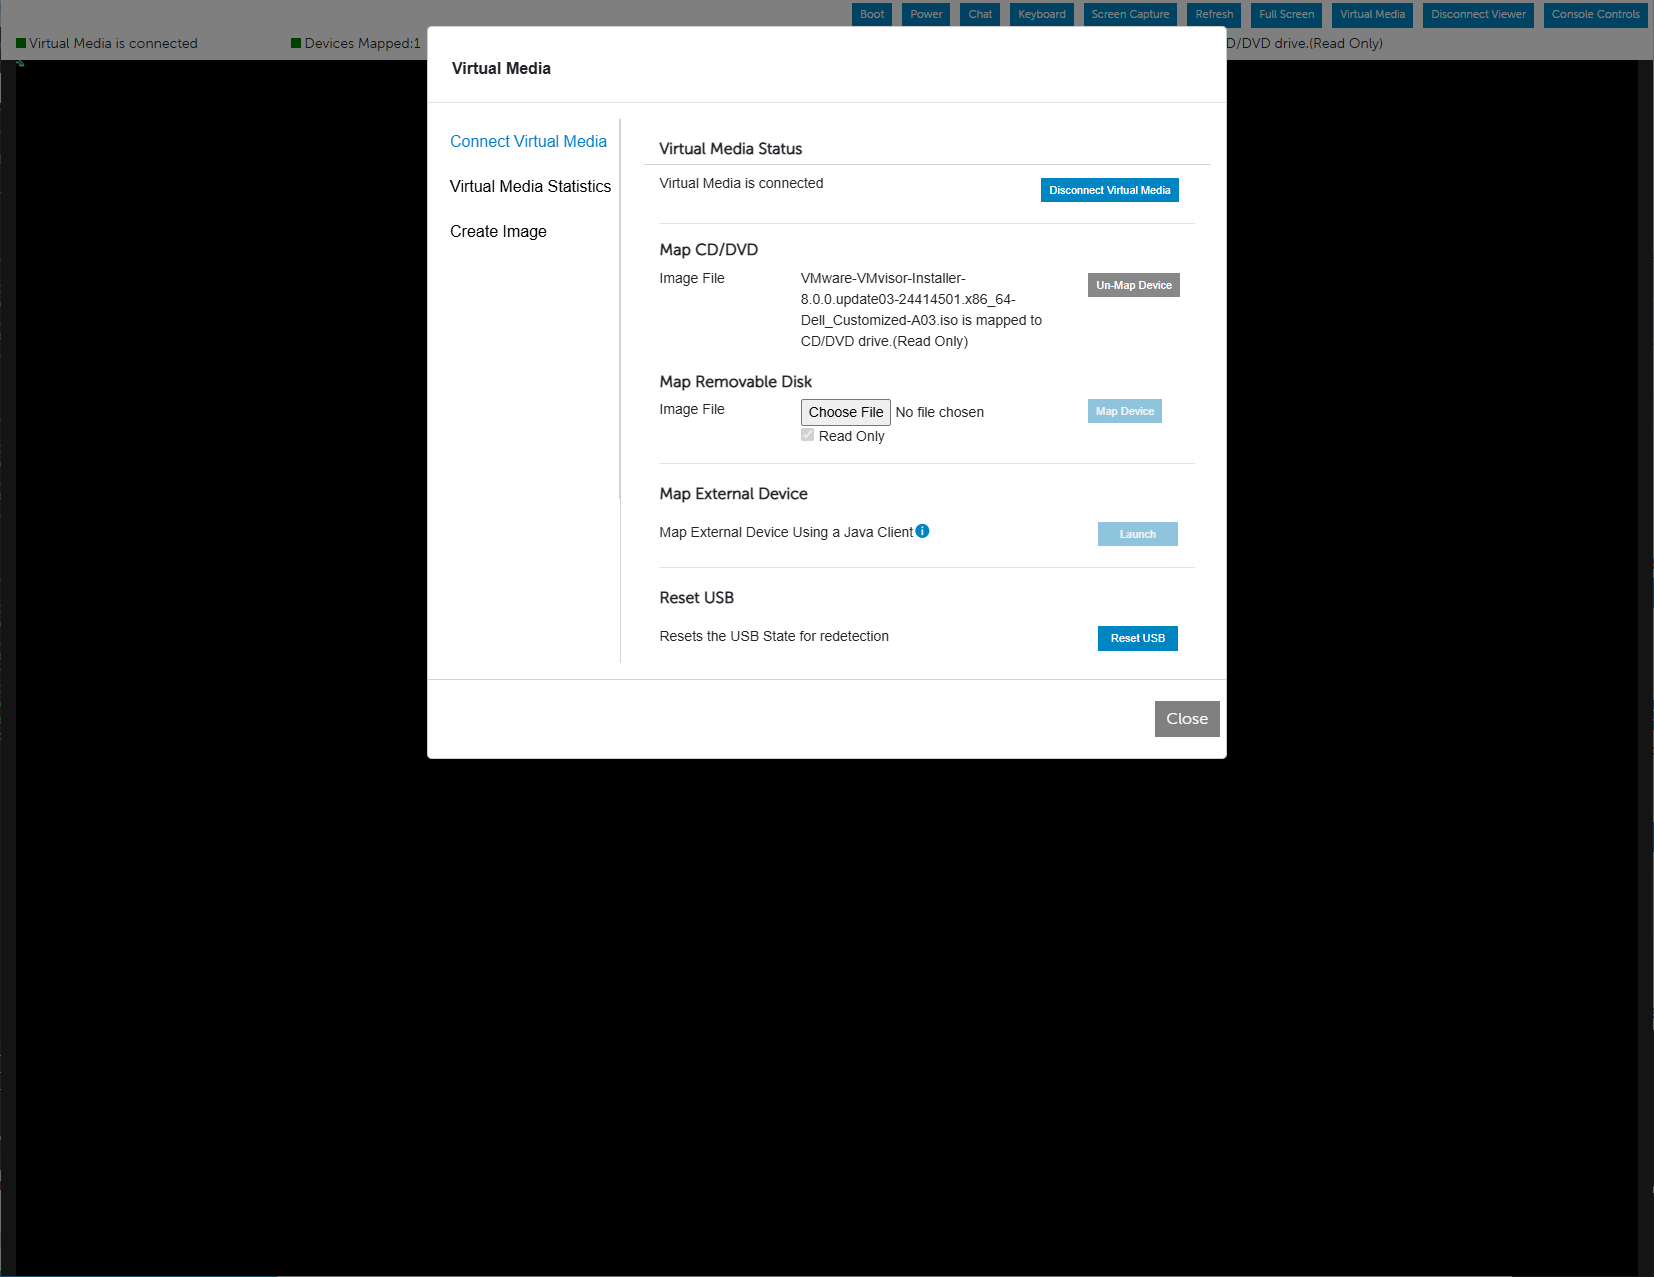 Boot Power Chat Keyboard Screen Capture Refresh Full Screen Virtual Media Disconnect Viewer Console Controls
Virtual Media is connected Devices Mapped:1 D/DVD drive.(Read Only)
Virtual Media
Connect Virtual Media
Virtual Media Statistics
Create Image
Virtual Media Status
Virtual Media is connected Disconnect Virtual Media
Map CD/DVD
Image File VMware-VMvisor-Installer-
8.0.0.update03-24414501.x86_64-
Dell_Customized-A03.iso is mapped to
CD/DVD drive.(Read Only)
Un-Map Device
Map Removable Disk
Image File Choose File No file chosen Map Device
Read Only
Map External Device
Map External Device Using a Java Client Launch
Reset USB
Resets the USB State for redetection Reset USB
Close